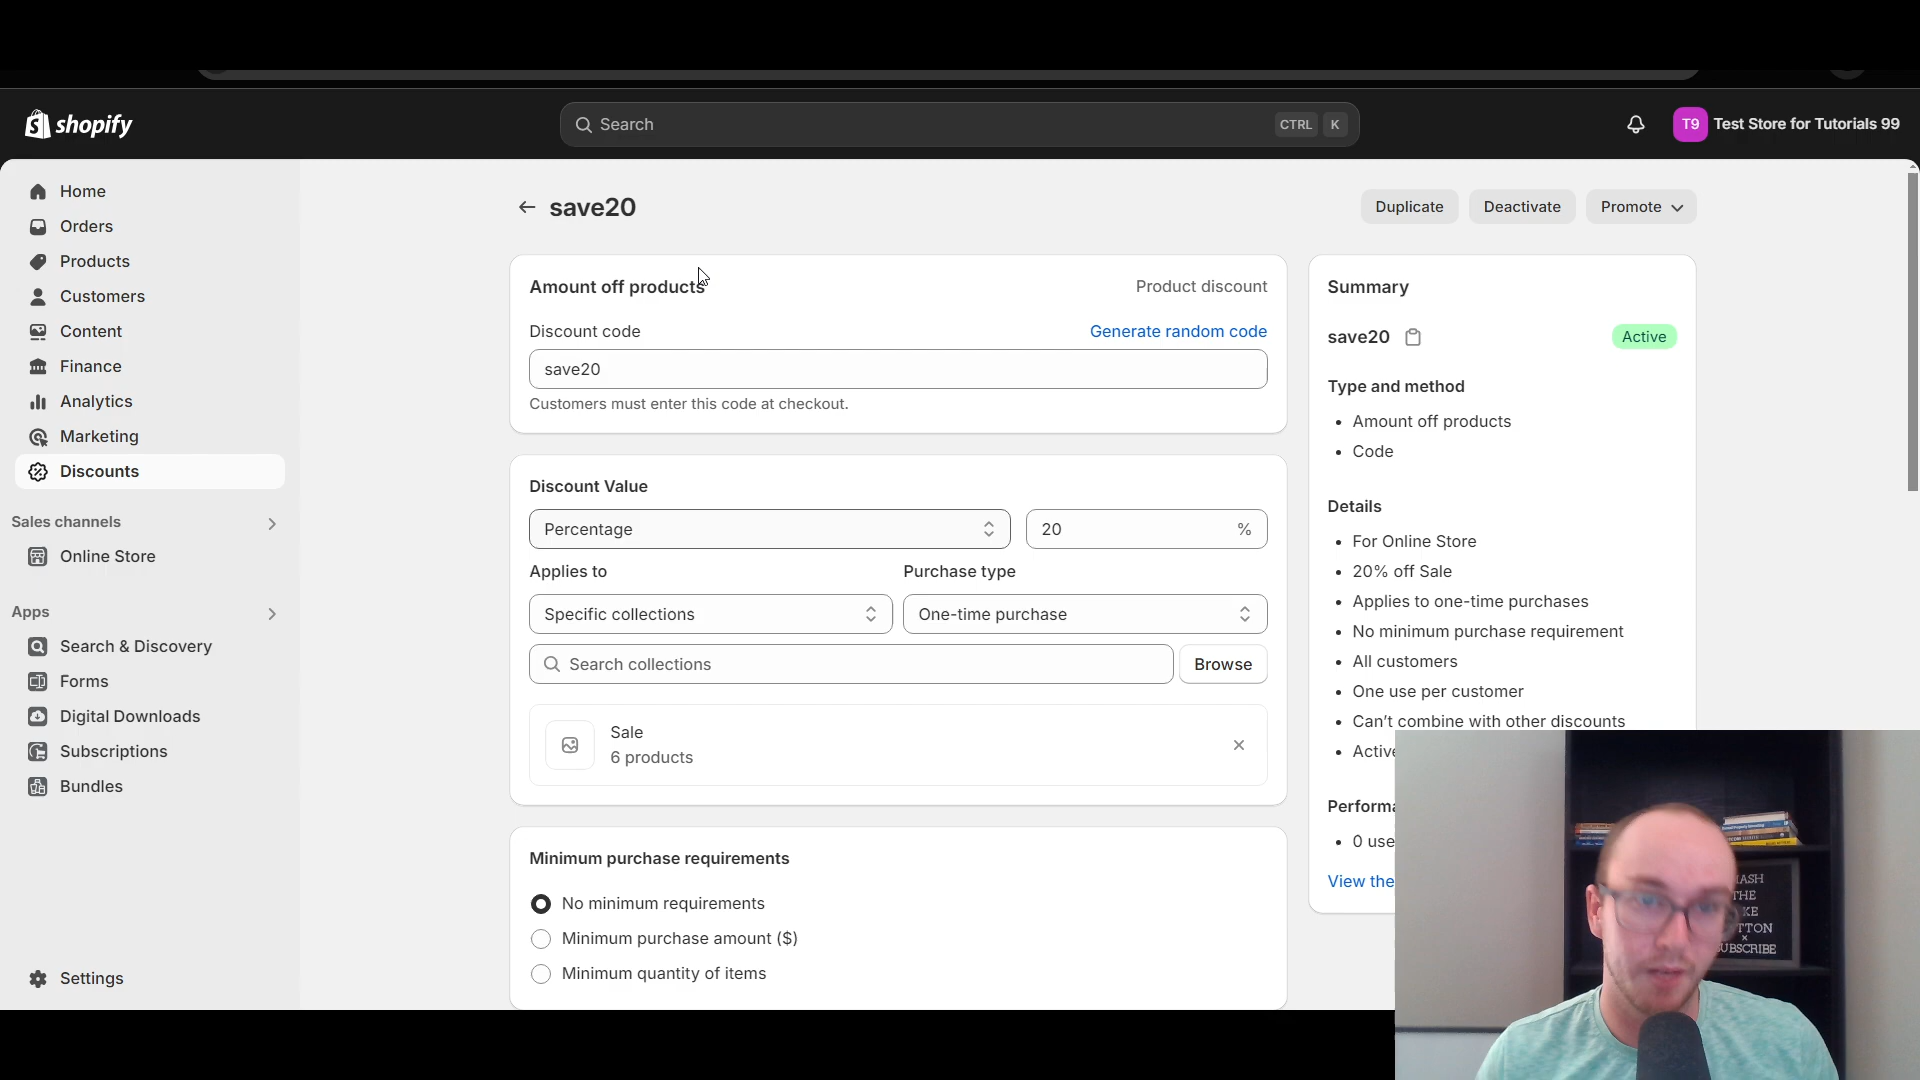 shopify
Search
CTRL K
T9
Test Store for Tutorials 99
Home
Orders
Products
Customers
Content
Finance
Analytics
Marketing
Discounts
Sales channels
Online Store
Apps
Search & Discovery
Forms
Digital Downloads
Subscriptions
Bundles
Settings
save20
Duplicate
Deactivate
Promote
Amount off products
Product discount
Discount code
Generate random code
save20
Customers must enter this code at checkout.
Discount Value
Percentage
20 %
Applies to
Purchase type
Specific collections
One-time purchase
Search collections
Browse
Sale
6 products
Minimum purchase requirements
No minimum requirements
Minimum purchase amount ($)
Minimum quantity of items
Summary
save20
Active
Type and method
• Amount off products
• Code
Details
• For Online Store
• 20% off Sale
• Applies to one-time purchases
• No minimum purchase requirement
• All customers
• One use per customer
• Can't combine with other discounts
• Active
Performa
• 0 use
View the
THE
SUBSCRIBE